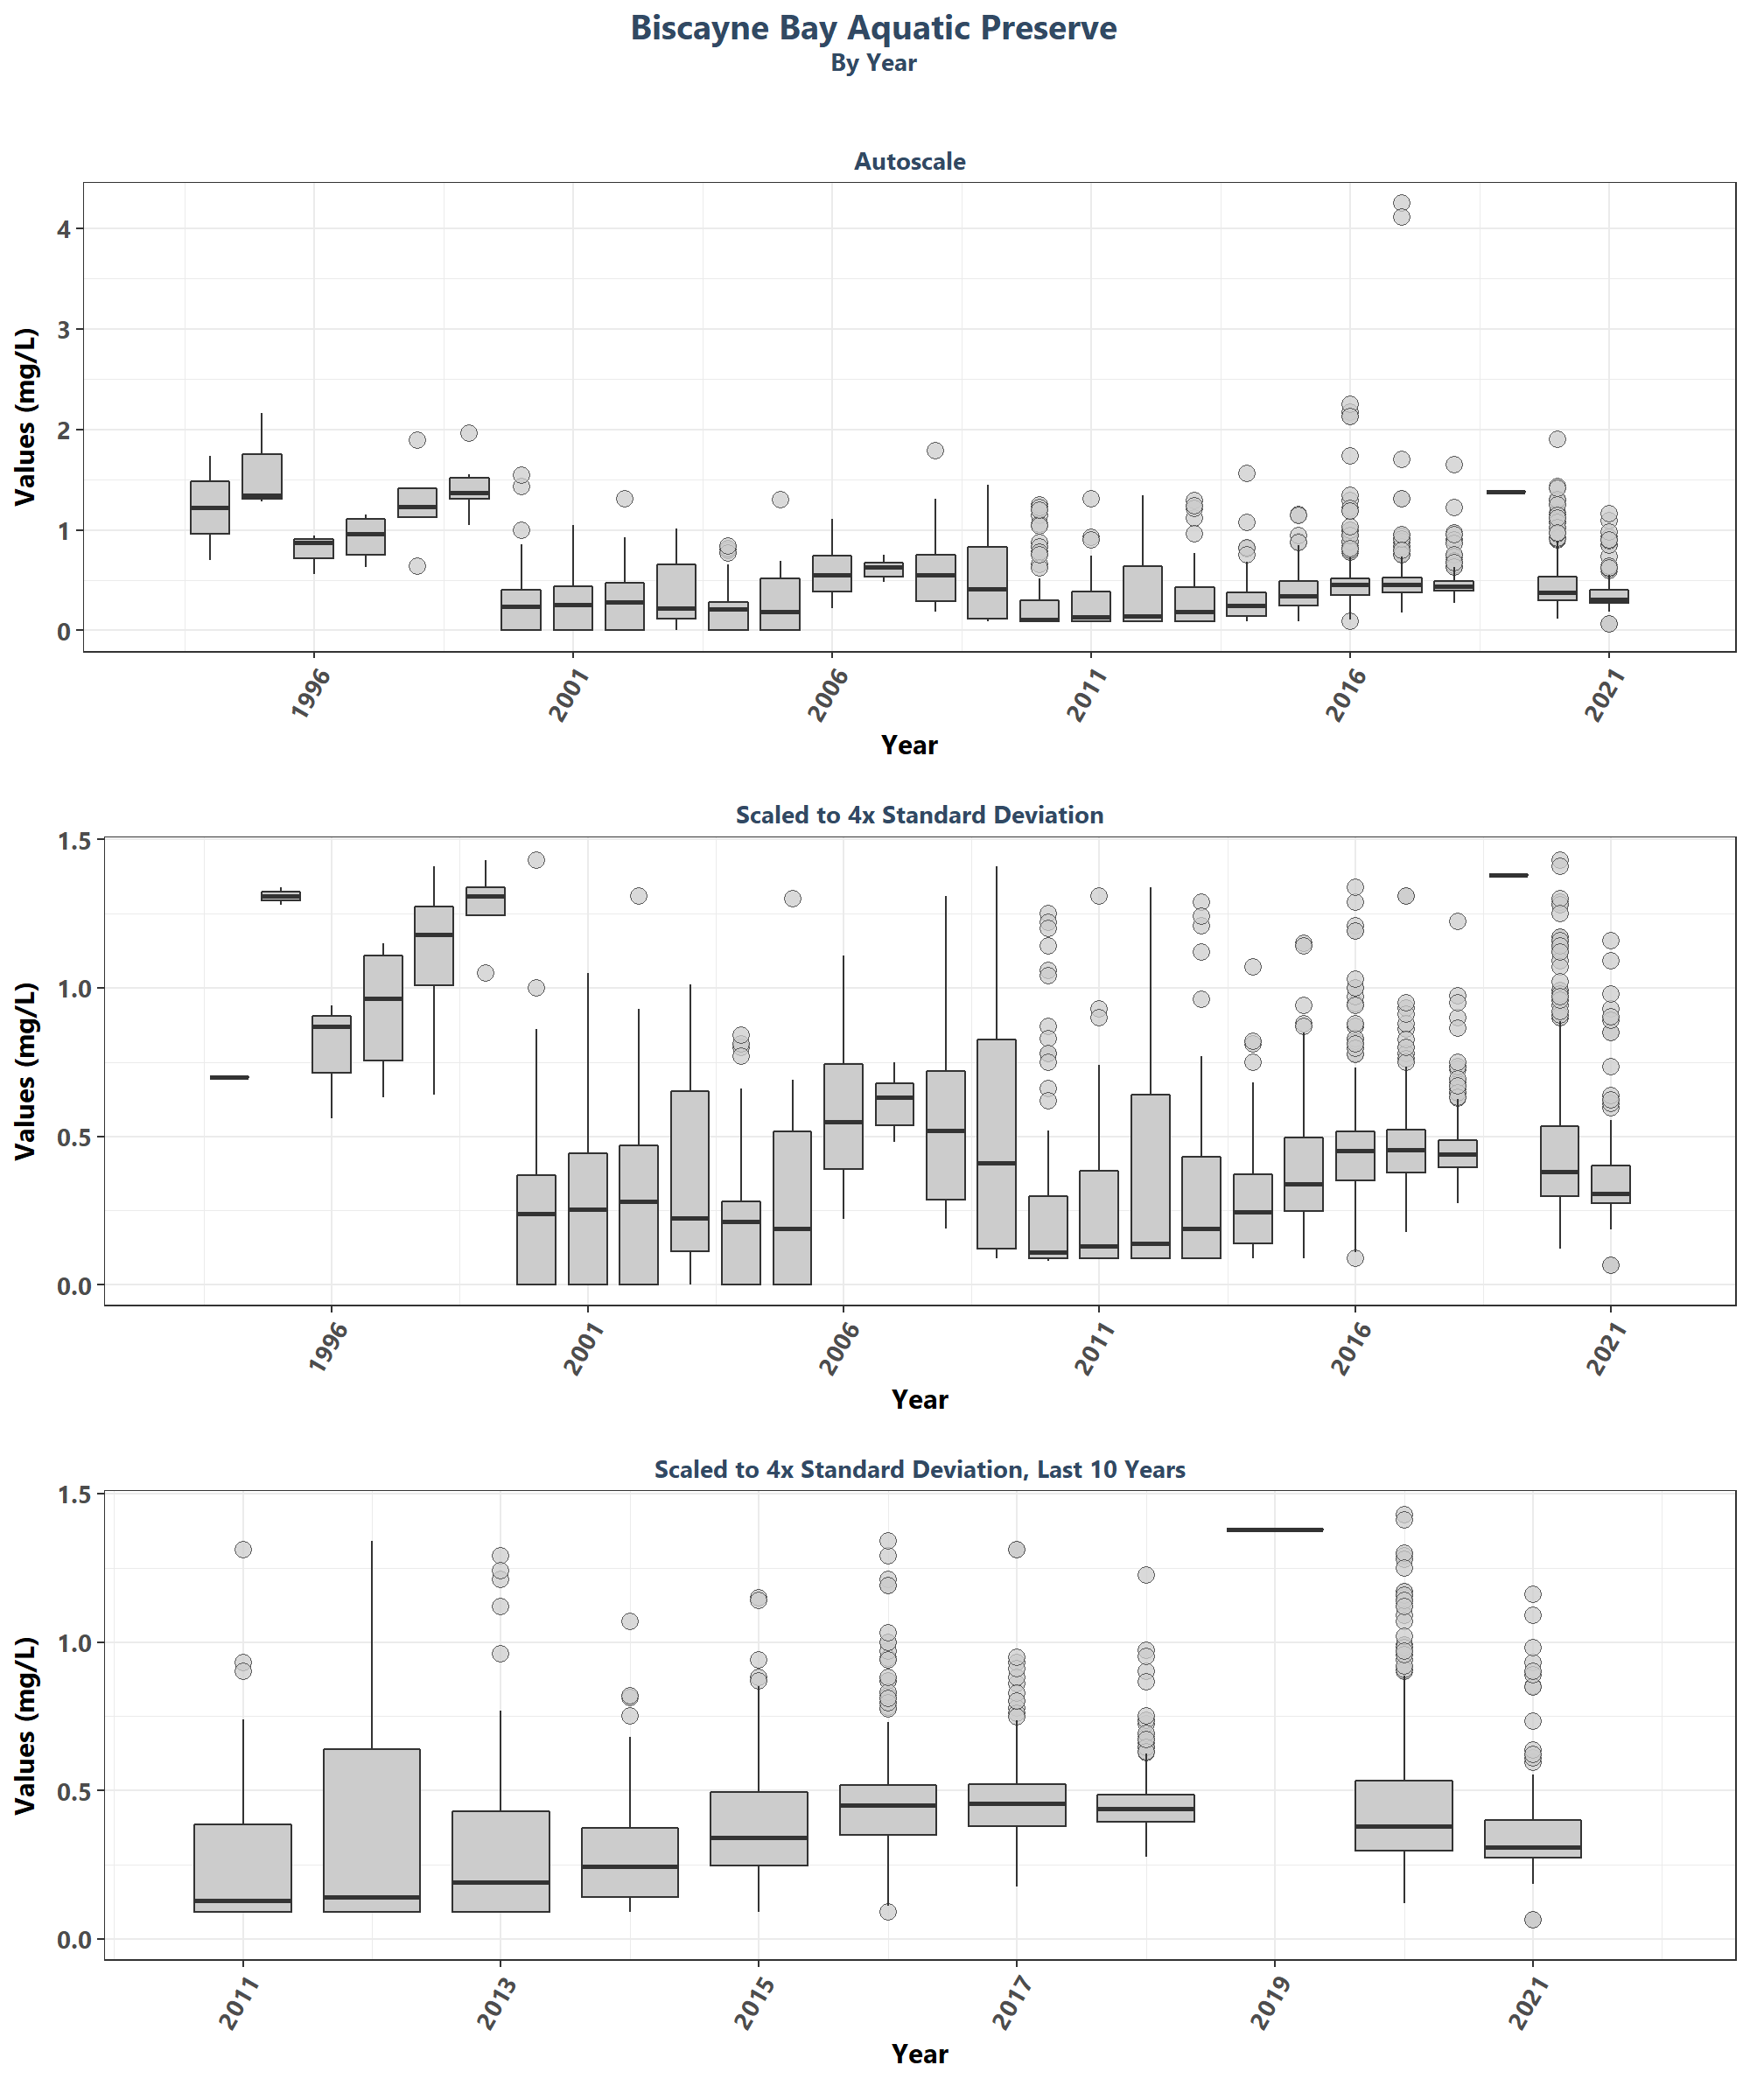 Biscayne Bay Aquatic Preserve
By Year
Autoscale
Values (mg/L)
4
3
2
1
0
1996
2001
2006
2011
2016
2021
Year
Scaled to 4x Standard Deviation
Values (mg/L)
1.5
1.0
0.5
0.0
1996
2001
2006
2011
2016
2021
Year
Scaled to 4x Standard Deviation, Last 10 Years
Values (mg/L)
1.5
1.0
0.5
0.0
2011
2013
2015
2017
2019
2021
Year